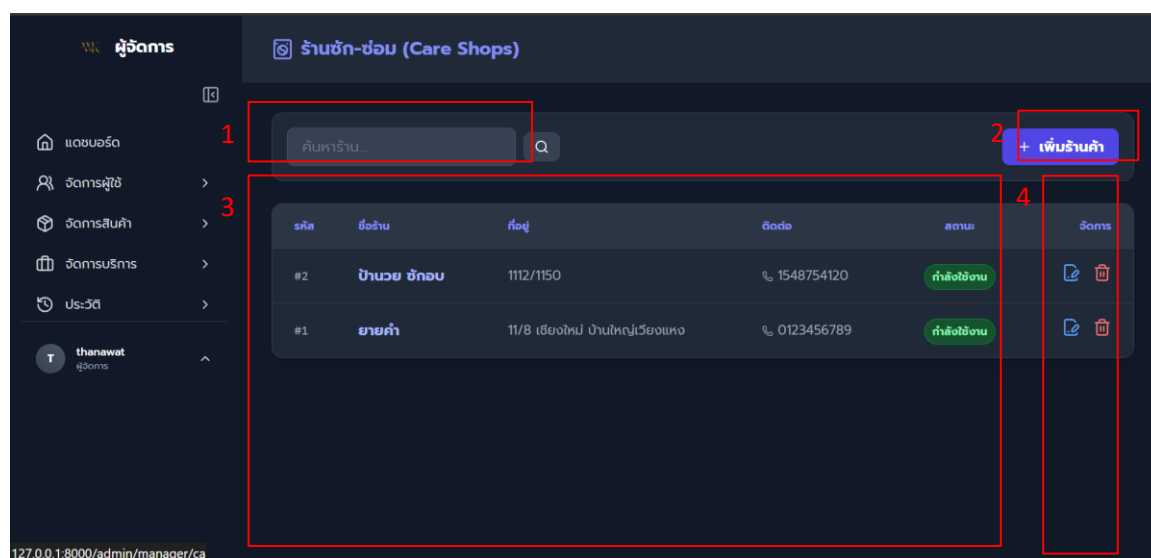 WK ผู้จัดการ
ร้านซัก-ซ่อม (Care Shops)
1
ค้นหาร้าน...
2
+ เพิ่มร้านค้า
แดชบอร์ด
จัดการผู้ใช้
จัดการสินค้า
จัดการบริการ
ประวัติ
T thanawat
ผู้จัดการ
3
4
รหัส ชื่อร้าน ที่อยู่ ติดต่อ สถานะ จัดการ
#2 ป้านวย ซักอบ 1112/1150 1548754120 กำลังใช้งาน
#1 ยายคำ 11/8 เชียงใหม่ บ้านใหญ่เวียงแหง 0123456789 กำลังใช้งาน
127.0.0.1:8000/admin/manager/ca